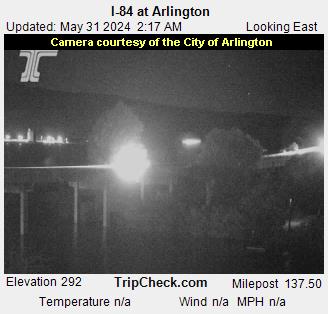 I-84 at Arlington
Updated: May 31 2024 2:17 AM Looking East
Camera courtesy of the City of Arlington
Elevation 292 TripCheck.com Milepost 137.50
Temperature n/a Wind n/a MPH n/a